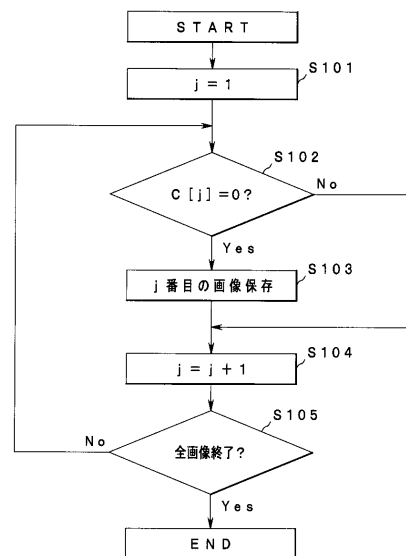 START
S101
j = 1
S102
C [j] =0?
No
Yes
S103
j番目の画像保存
S104
j = j + 1
S105
全画像終了?
No
Yes
END